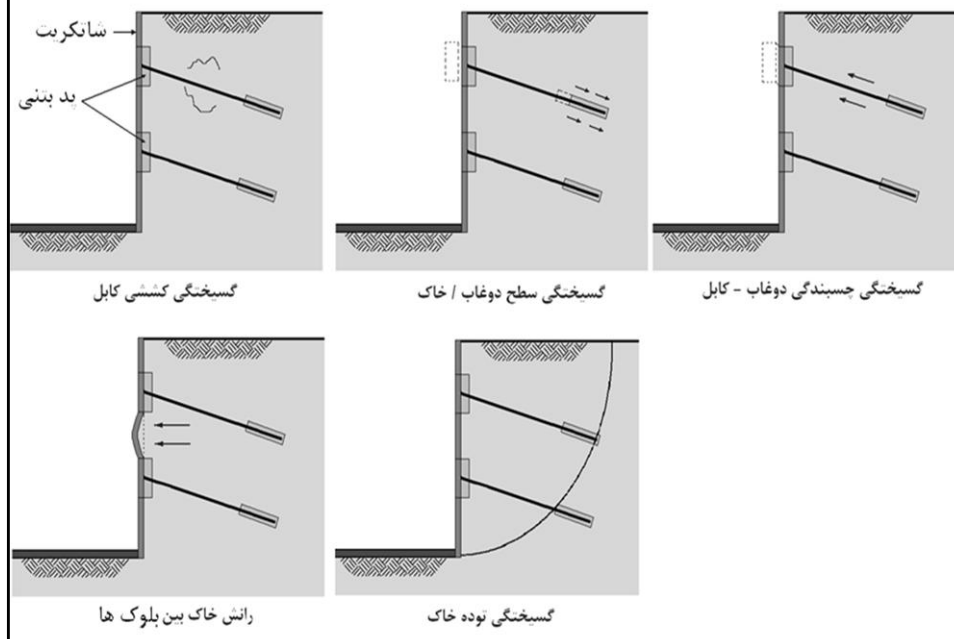 شاتکریت
پد بتنی
گسیختگی کششی کابل
گسیختگی سطح دوغاب / خاک
گسیختگی چسبندگی دوغاب - کابل
رانش خاک بین بلوک ها
گسیختگی توده خاک